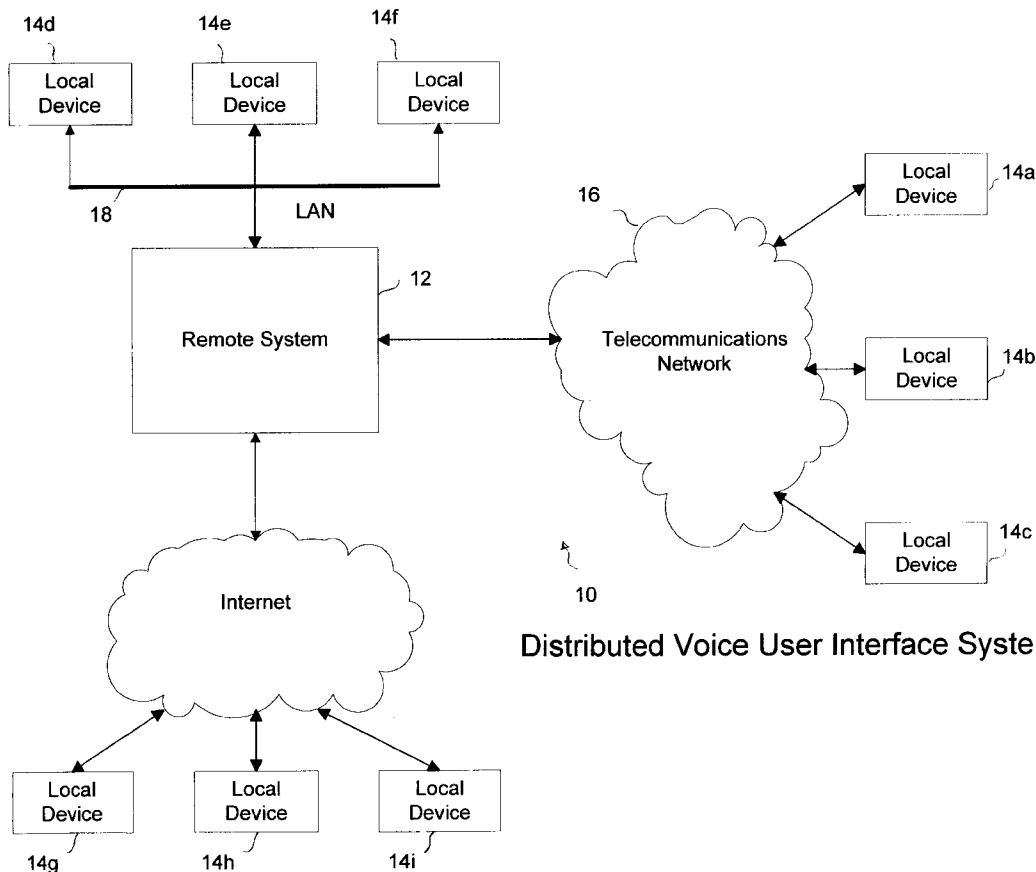 14d
14e
14f
Local
Device
Local
Device
Local
Device
18
LAN
12
Remote System
16
Telecommunications
Network
Local
Device
14a
Local
Device
14b
Local
Device
14c
10
Internet
Distributed Voice User Interface Syste
Local
Device
Local
Device
Local
Device
14g
14h
14i